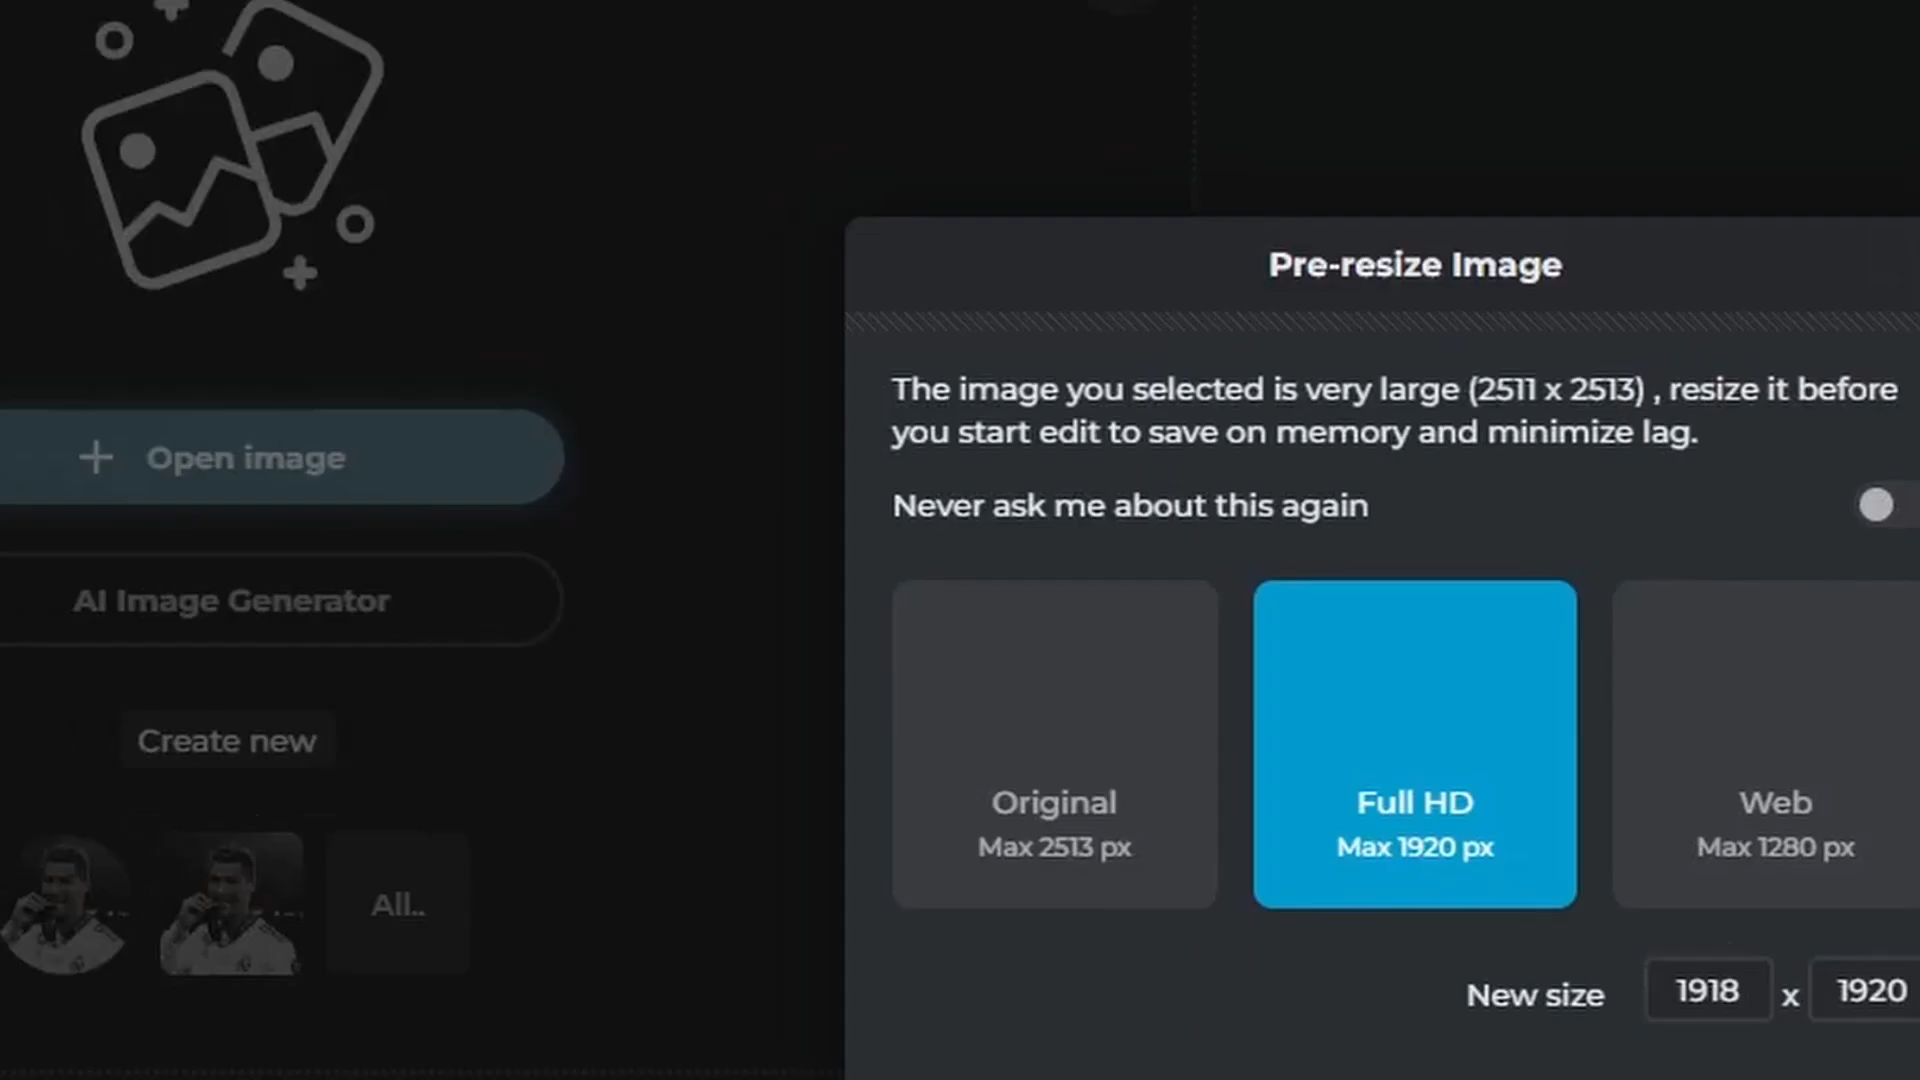 Open image
AI Image Generator
Create new
All..
Pre-resize Image
The image you selected is very large (2511 x 2513) , resize it before
you start edit to save on memory and minimize lag.
Never ask me about this again
Original
Max 2513 px
Full HD
Max 1920 px
Web
Max 1280 px
New size 1918 x 1920